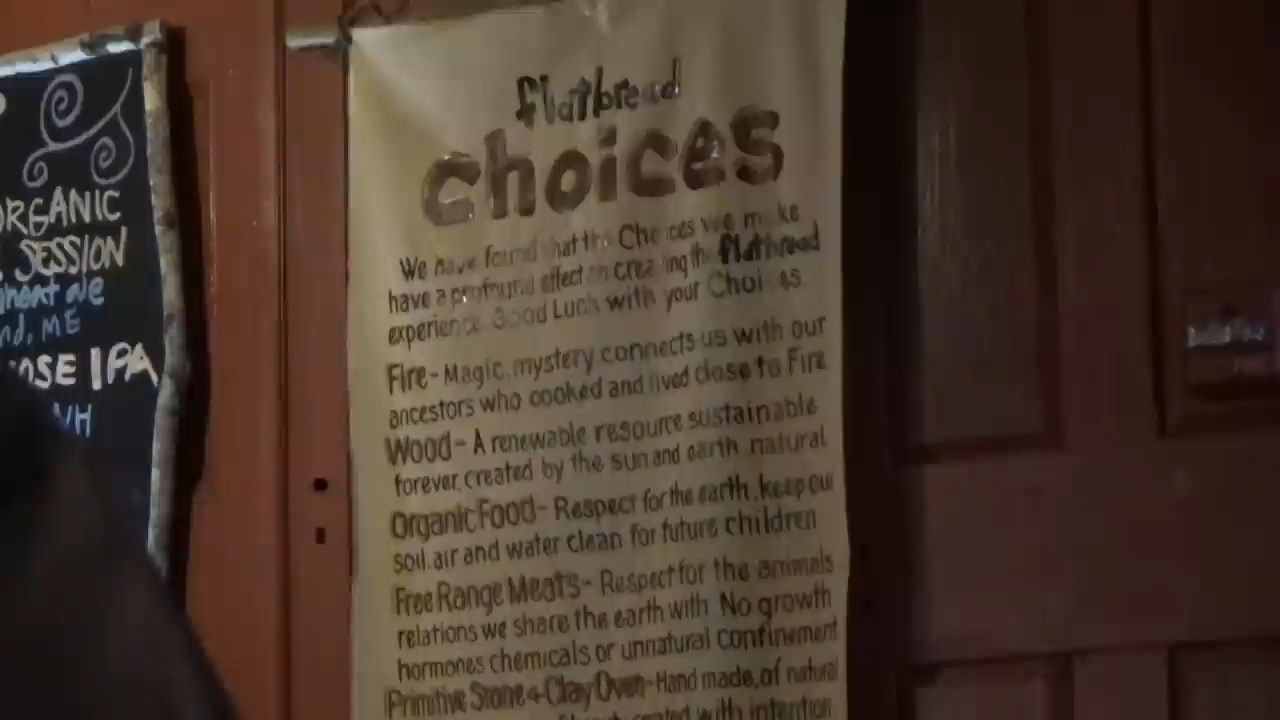 ORGANIC
SESSION
ale
ME
IPA
NH
flatbread
choices
We have found that the Choices we make
have a profound effect on creating the flatbread
experience. Good Luck with your Choices.
Fire - Magic, mystery connects us with our
ancestors who cooked and lived close to Fire
Wood - A renewable resource sustainable
forever, created by the sun and earth, natural.
Organic Food - Respect for the earth, keep our
soil, air and water clean for future children
Free Range Meats - Respect for the animals
relations we share the earth with No growth
hormones chemicals or unnatural confinement
Primitive Stone & Clay Oven - Hand made, of natural
with intention